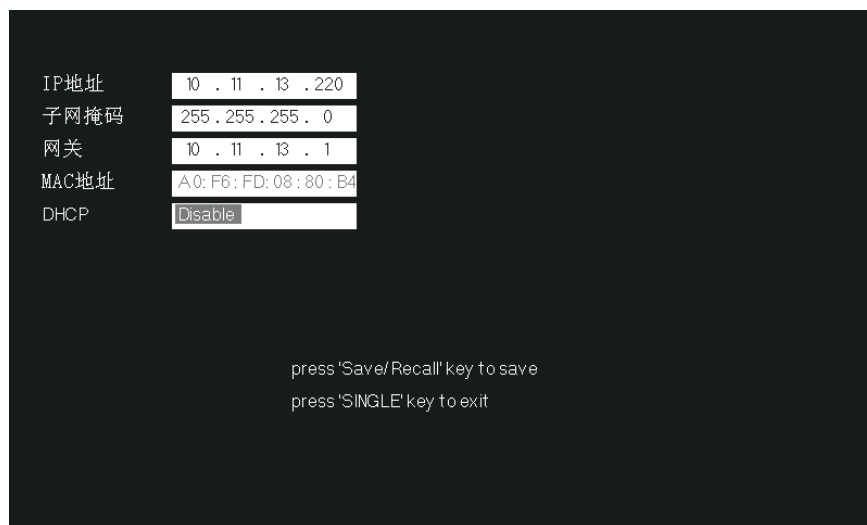 IP地址 10 . 11 . 13 . 220
子网掩码 255 . 255 . 255 . 0
网关 10 . 11 . 13 . 1
MAC地址 A0: F6 : FD: 08 : 80 : B4
DHCP Disable
press 'Save/Recall' key to save
press 'SINGLE' key to exit